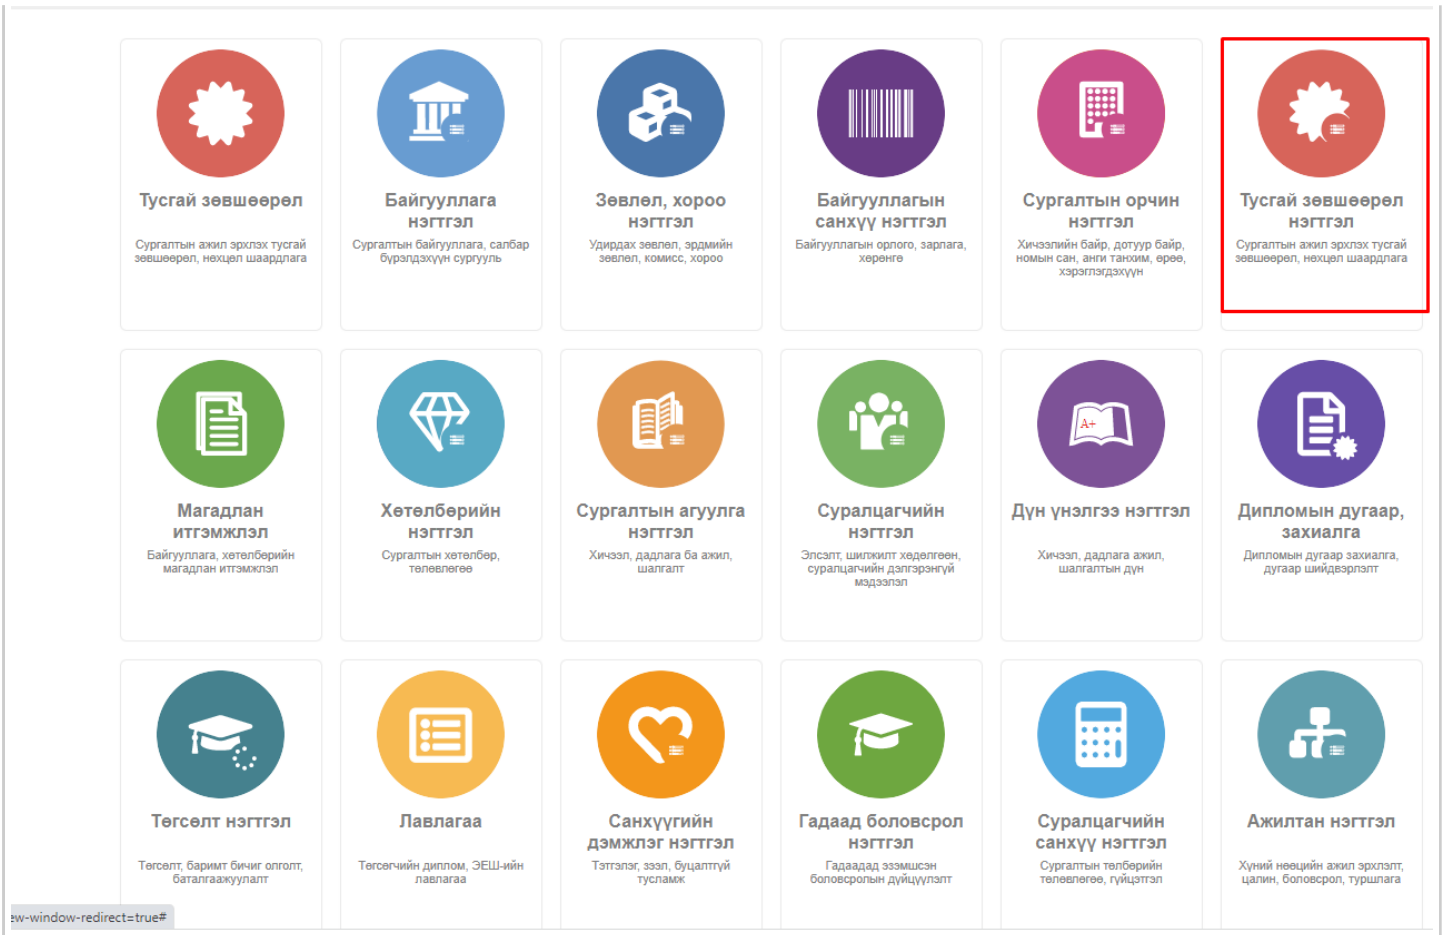 Тусгай зөвшөөрөл
Сургалтын ажил эрхлэх тусгай
зөвшөөрөл, нөхцөл шаардлага
Байгууллага
нэгтгэл
Сургалтын байгууллага, салбар
бүрэлдэхүүн сургууль
Зөвлөл, хороо
нэгтгэл
Удирдах зөвлөл, эрдмийн
зөвлөл, комисс, хороо
Байгууллагын
санхүү нэгтгэл
Байгууллагын орлого, зарлага,
хөрөнгө
Сургалтын орчин
нэгтгэл
Хичээлийн байр, дотуур байр,
номын сан, анги танхим, өрөө,
хэрэглэгдэхүүн
Тусгай зөвшөөрөл
нэгтгэл
Сургалтын ажил эрхлэх тусгай
зөвшөөрөл, нөхцөл шаардлага
Магадлан
итгэмжлэл
Байгууллага, хөтөлбөрийн
магадлан итгэмжлэл
Хөтөлбөрийн
нэгтгэл
Сургалтын хөтөлбөр,
төлөвлөгөө
Сургалтын агуулга
нэгтгэл
Хичээл, дадлага ба ажил,
шалгалт
Суралцагчийн
нэгтгэл
Элсэлт, шилжилт хөдөлгөөн,
суралцагчийн дэлгэрэнгүй
мэдээлэл
A+
Дүн үнэлгээ нэгтгэл
Хичээл, дадлага ажил,
шалгалтын дүн
Дипломын дугаар,
захиалга
Дипломын дугаар захиалга,
дугаар шийдвэрлэлт
Төгсөлт нэгтгэл
Төгсөлт, баримт бичиг олголт,
баталгаажуулалт
Лавлагаа
Төгсөгчийн диплом, ЭЕШ-ийн
лавлагаа
Санхүүгийн
дэмжлэг нэгтгэл
Тэтгэлэг, зээл, буцалтгүй
тусламж
Гадаад боловсрол
нэгтгэл
Гадаадад эзэмшсэн
боловсролын дүйцүүлэлт
Суралцагчийн
санхүү нэгтгэл
Сургалтын төлбөрийн
төлөвлөгөө, гүйцэтгэл
Ажилтан нэгтгэл
Хүний нөөцийн ажил эрхлэлт,
цалин, боловсрол, туршлага
ew-window-redirect=true#